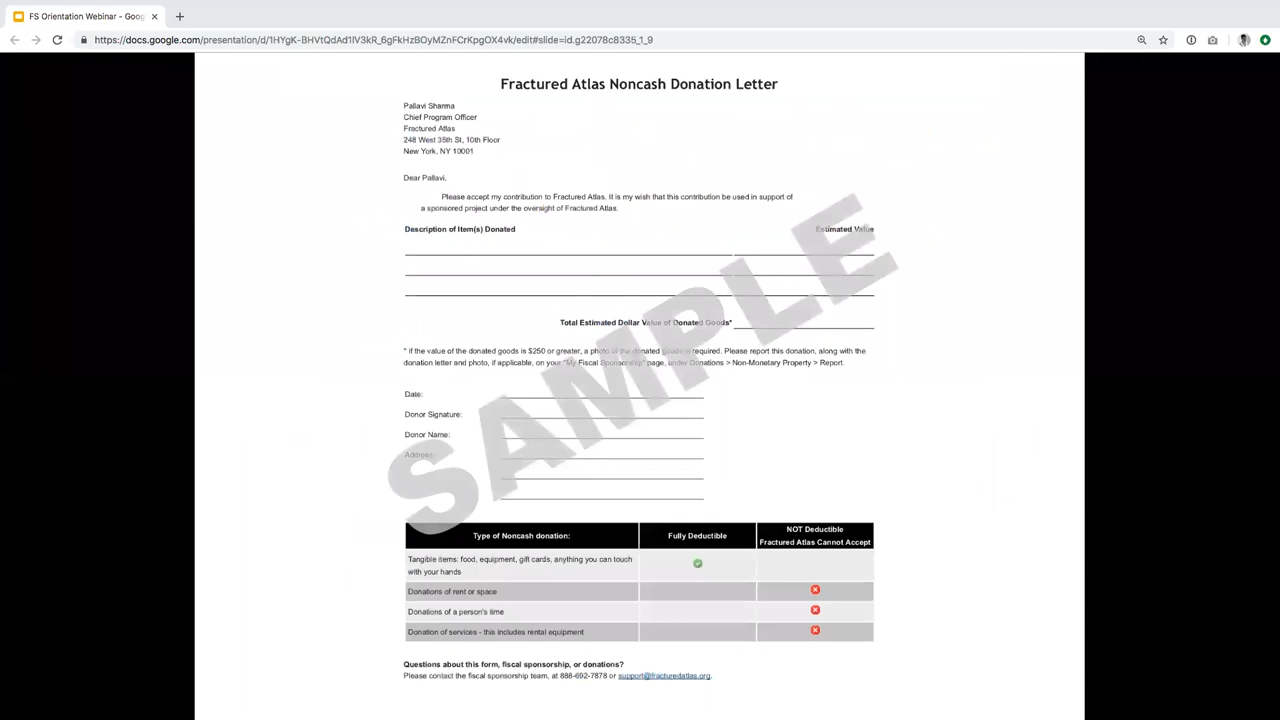 FS Orientation Webinar - Goog
https://docs.google.com/presentation/d/1HYgK-BHVtQdAd1lV3kR_6gFkHzBOyMZnFCrKpgOX4vk/edit#slide=id.g22078c8335_1_9
Fractured Atlas Noncash Donation Letter
Pallavi Sharma
Chief Program Officer
Fractured Atlas
248 West 35th St, 10th Floor
New York, NY 10001
Dear Pallavi,
Please accept my contribution to Fractured Atlas. It is my wish that this contribution be used in support of
a sponsored project under the oversight of Fractured Atlas.
Description of Item(s) Donated Estimated Value
Total Estimated Dollar Value of Donated Goods*
* if the value of the donated goods is $250 or greater, a photo of the donated goods is required. Please report this donation, along with the
donation letter and photo, if applicable, on your "My Fiscal Sponsorship" page, under Donations > Non-Monetary Property > Report.
Date:
Donor Signature:
Donor Name:
Address:
SAMPLE
Type of Noncash donation: Fully Deductible NOT Deductible
Fractured Atlas Cannot Accept
Tangible items: food, equipment, gift cards, anything you can touch
with your hands
Donations of rent or space
Donations of a person's time
Donation of services - this includes rental equipment
Questions about this form, fiscal sponsorship, or donations?
Please contact the fiscal sponsorship team, at 888-692-7878 or support@fracturedatlas.org.